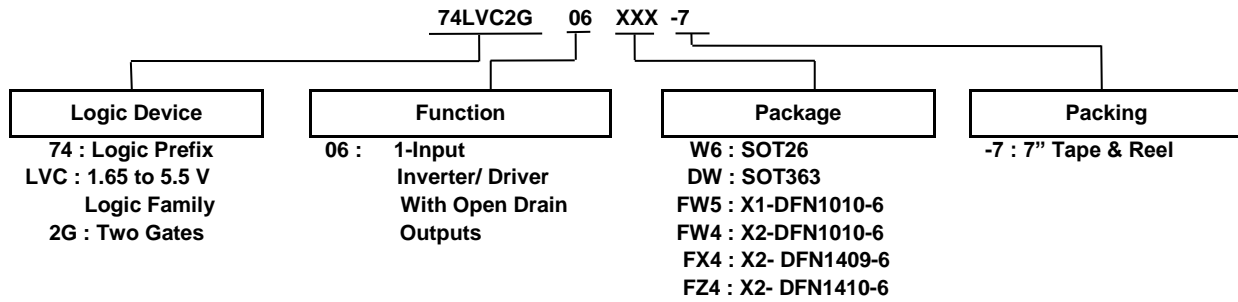 74LVC2G 06 XXX -7
Logic Device
74 : Logic Prefix
LVC : 1.65 to 5.5 V
Logic Family
2G : Two Gates
Function
06 : 1-Input
Inverter/ Driver
With Open Drain
Outputs
Package
W6 : SOT26
DW : SOT363
FW5 : X1-DFN1010-6
FW4 : X2-DFN1010-6
FX4 : X2- DFN1409-6
FZ4 : X2- DFN1410-6
Packing
-7 : 7” Tape & Reel